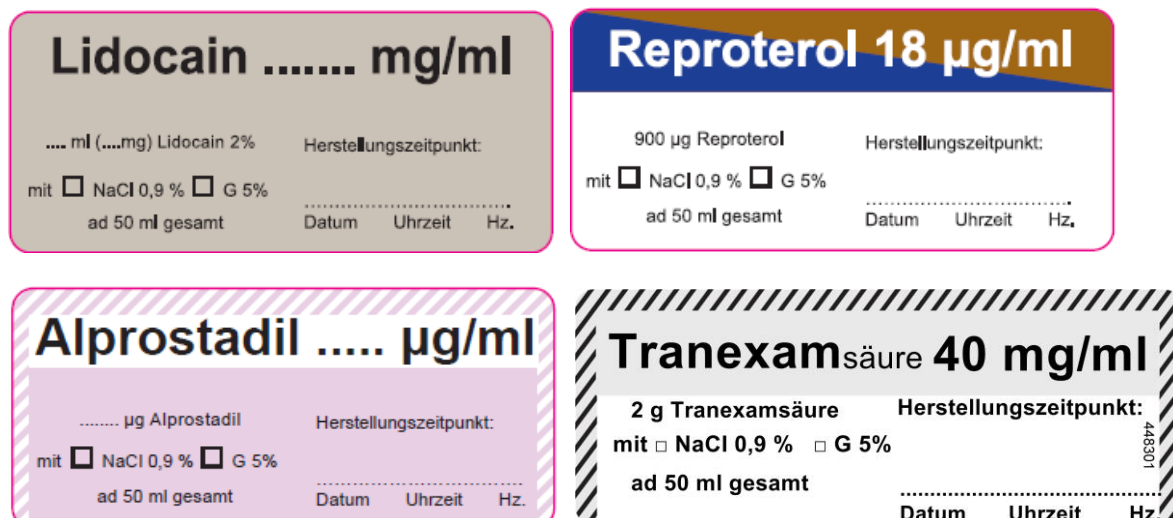 Lidocain ....... mg/ml
.... ml (....mg) Lidocain 2%
mit ☐ NaCl 0,9 % ☐ G 5%
ad 50 ml gesamt
Herstellungszeitpunkt:
....................................
Datum Uhrzeit Hz.
Reproterol 18 µg/ml
900 µg Reproterol
mit ☐ NaCl 0,9 % ☐ G 5%
ad 50 ml gesamt
Herstellungszeitpunkt:
....................................
Datum Uhrzeit Hz.
Alprostadil ..... µg/ml
........ µg Alprostadil
mit ☐ NaCl 0,9 % ☐ G 5%
ad 50 ml gesamt
Herstellungszeitpunkt:
....................................
Datum Uhrzeit Hz.
Tranexamsäure 40 mg/ml
2 g Tranexamsäure
mit □ NaCl 0,9 % □ G 5%
ad 50 ml gesamt
Herstellungszeitpunkt:
448301
....................................
Datum Uhrzeit Hz.